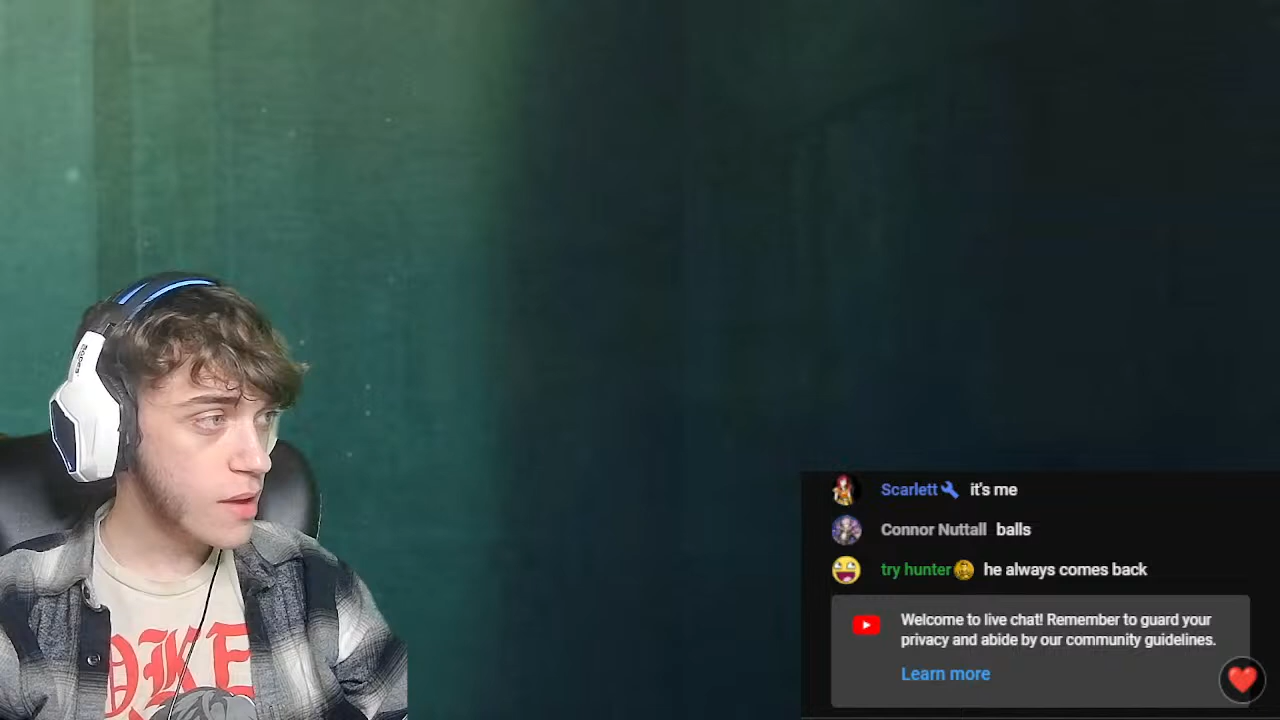 Scarlett it's me
Connor Nuttall balls
try hunter he always comes back
Welcome to live chat! Remember to guard your
privacy and abide by our community guidelines.
Learn more
OKE